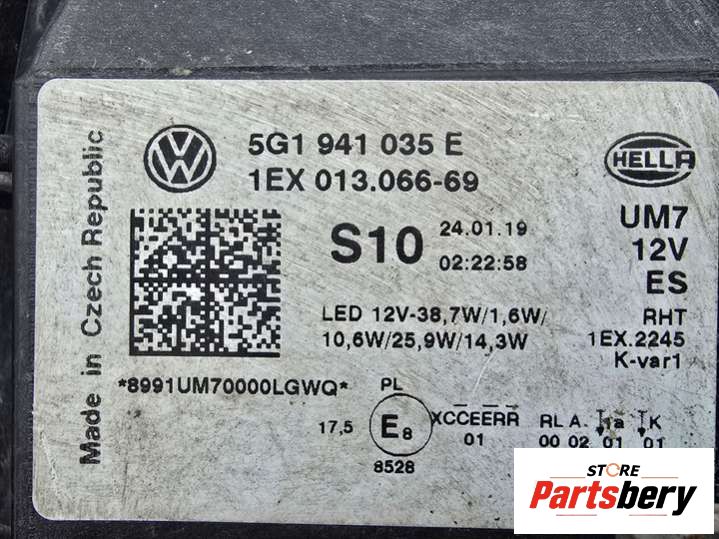 Made in Czech Republic
5G1 941 035 E
1EX 013.066-69
HELLA
S10
24.01.19
02:22:58
UM7
12V
ES
LED 12V-38,7W/1,6W/
10,6W/25,9W/14,3W
RHT
1EX.2245
K-var1
*8991UM70000LGWQ*
PL
17,5
E8
8528
XCCEERR
01
RL A 1a K
00 02 01 01
STORE
Partsbery